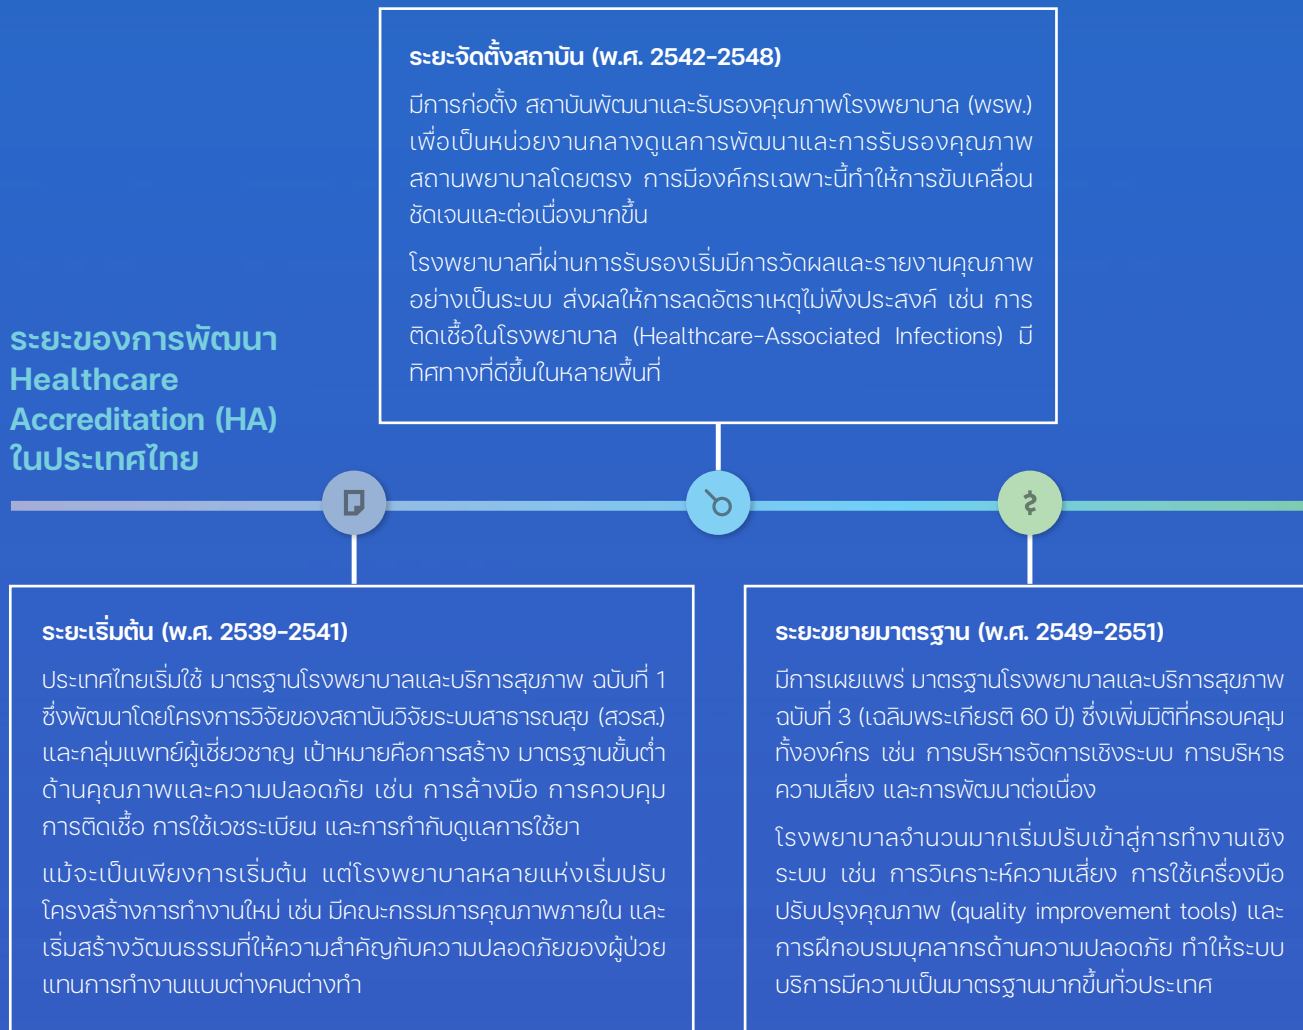 ระยะของการพัฒนา
Healthcare
Accreditation (HA)
ในประเทศไทย
ระยะเริ่มต้น (พ.ศ. 2539-2541)
ประเทศไทยเริ่มใช้ มาตรฐานโรงพยาบาลและบริการสุขภาพ ฉบับที่ 1
ซึ่งพัฒนาโดยโครงการวิจัยของสถาบันวิจัยระบบสาธารณสุข (สวรส.)
และกลุ่มแพทย์ผู้เชี่ยวชาญ เป้าหมายคือการสร้าง มาตรฐานขั้นต่ำ
ด้านคุณภาพและความปลอดภัย เช่น การล้างมือ การควบคุม
การติดเชื้อ การใช้เวชระเบียน และการกำกับดูแลการใช้ยา
แม้จะเป็นเพียงการเริ่มต้น แต่โรงพยาบาลหลายแห่งเริ่มปรับ
โครงสร้างการทำงานใหม่ เช่น มีคณะกรรมการคุณภาพภายใน และ
เริ่มสร้างวัฒนธรรมที่ให้ความสำคัญกับความปลอดภัยของผู้ป่วย
แทนการทำงานแบบต่างคนต่างทำ
ระยะจัดตั้งสถาบัน (พ.ศ. 2542-2548)
มีการก่อตั้ง สถาบันพัฒนาและรับรองคุณภาพโรงพยาบาล (พรพ.)
เพื่อเป็นหน่วยงานกลางดูแลการพัฒนาและการรับรองคุณภาพ
สถานพยาบาลโดยตรง การมีองค์กรเฉพาะนี้ทำให้การขับเคลื่อน
ชัดเจนและต่อเนื่องมากขึ้น
โรงพยาบาลที่ผ่านการรับรองเริ่มมีการวัดผลและรายงานคุณภาพ
อย่างเป็นระบบ ส่งผลให้การลดอัตราเหตุไม่พึงประสงค์ เช่น การ
ติดเชื้อในโรงพยาบาล (Healthcare-Associated Infections) มี
ทิศทางที่ดีขึ้นในหลายพื้นที่
ระยะขยายมาตรฐาน (พ.ศ. 2549-2551)
มีการเผยแพร่ มาตรฐานโรงพยาบาลและบริการสุขภาพ
ฉบับที่ 3 (เฉลิมพระเกียรติ 60 ปี) ซึ่งเพิ่มมิติที่ครอบคลุม
ทั้งองค์กร เช่น การบริหารจัดการเชิงระบบ การบริหาร
ความเสี่ยง และการพัฒนาต่อเนื่อง
โรงพยาบาลจำนวนมากเริ่มปรับเข้าสู่การทำงานเชิง
ระบบ เช่น การวิเคราะห์ความเสี่ยง การใช้เครื่องมือ
ปรับปรุงคุณภาพ (quality improvement tools) และ
การฝึกอบรมบุคลากรด้านความปลอดภัย ทำให้ระบบ
บริการมีความเป็นมาตรฐานมากขึ้นทั่วประเทศ